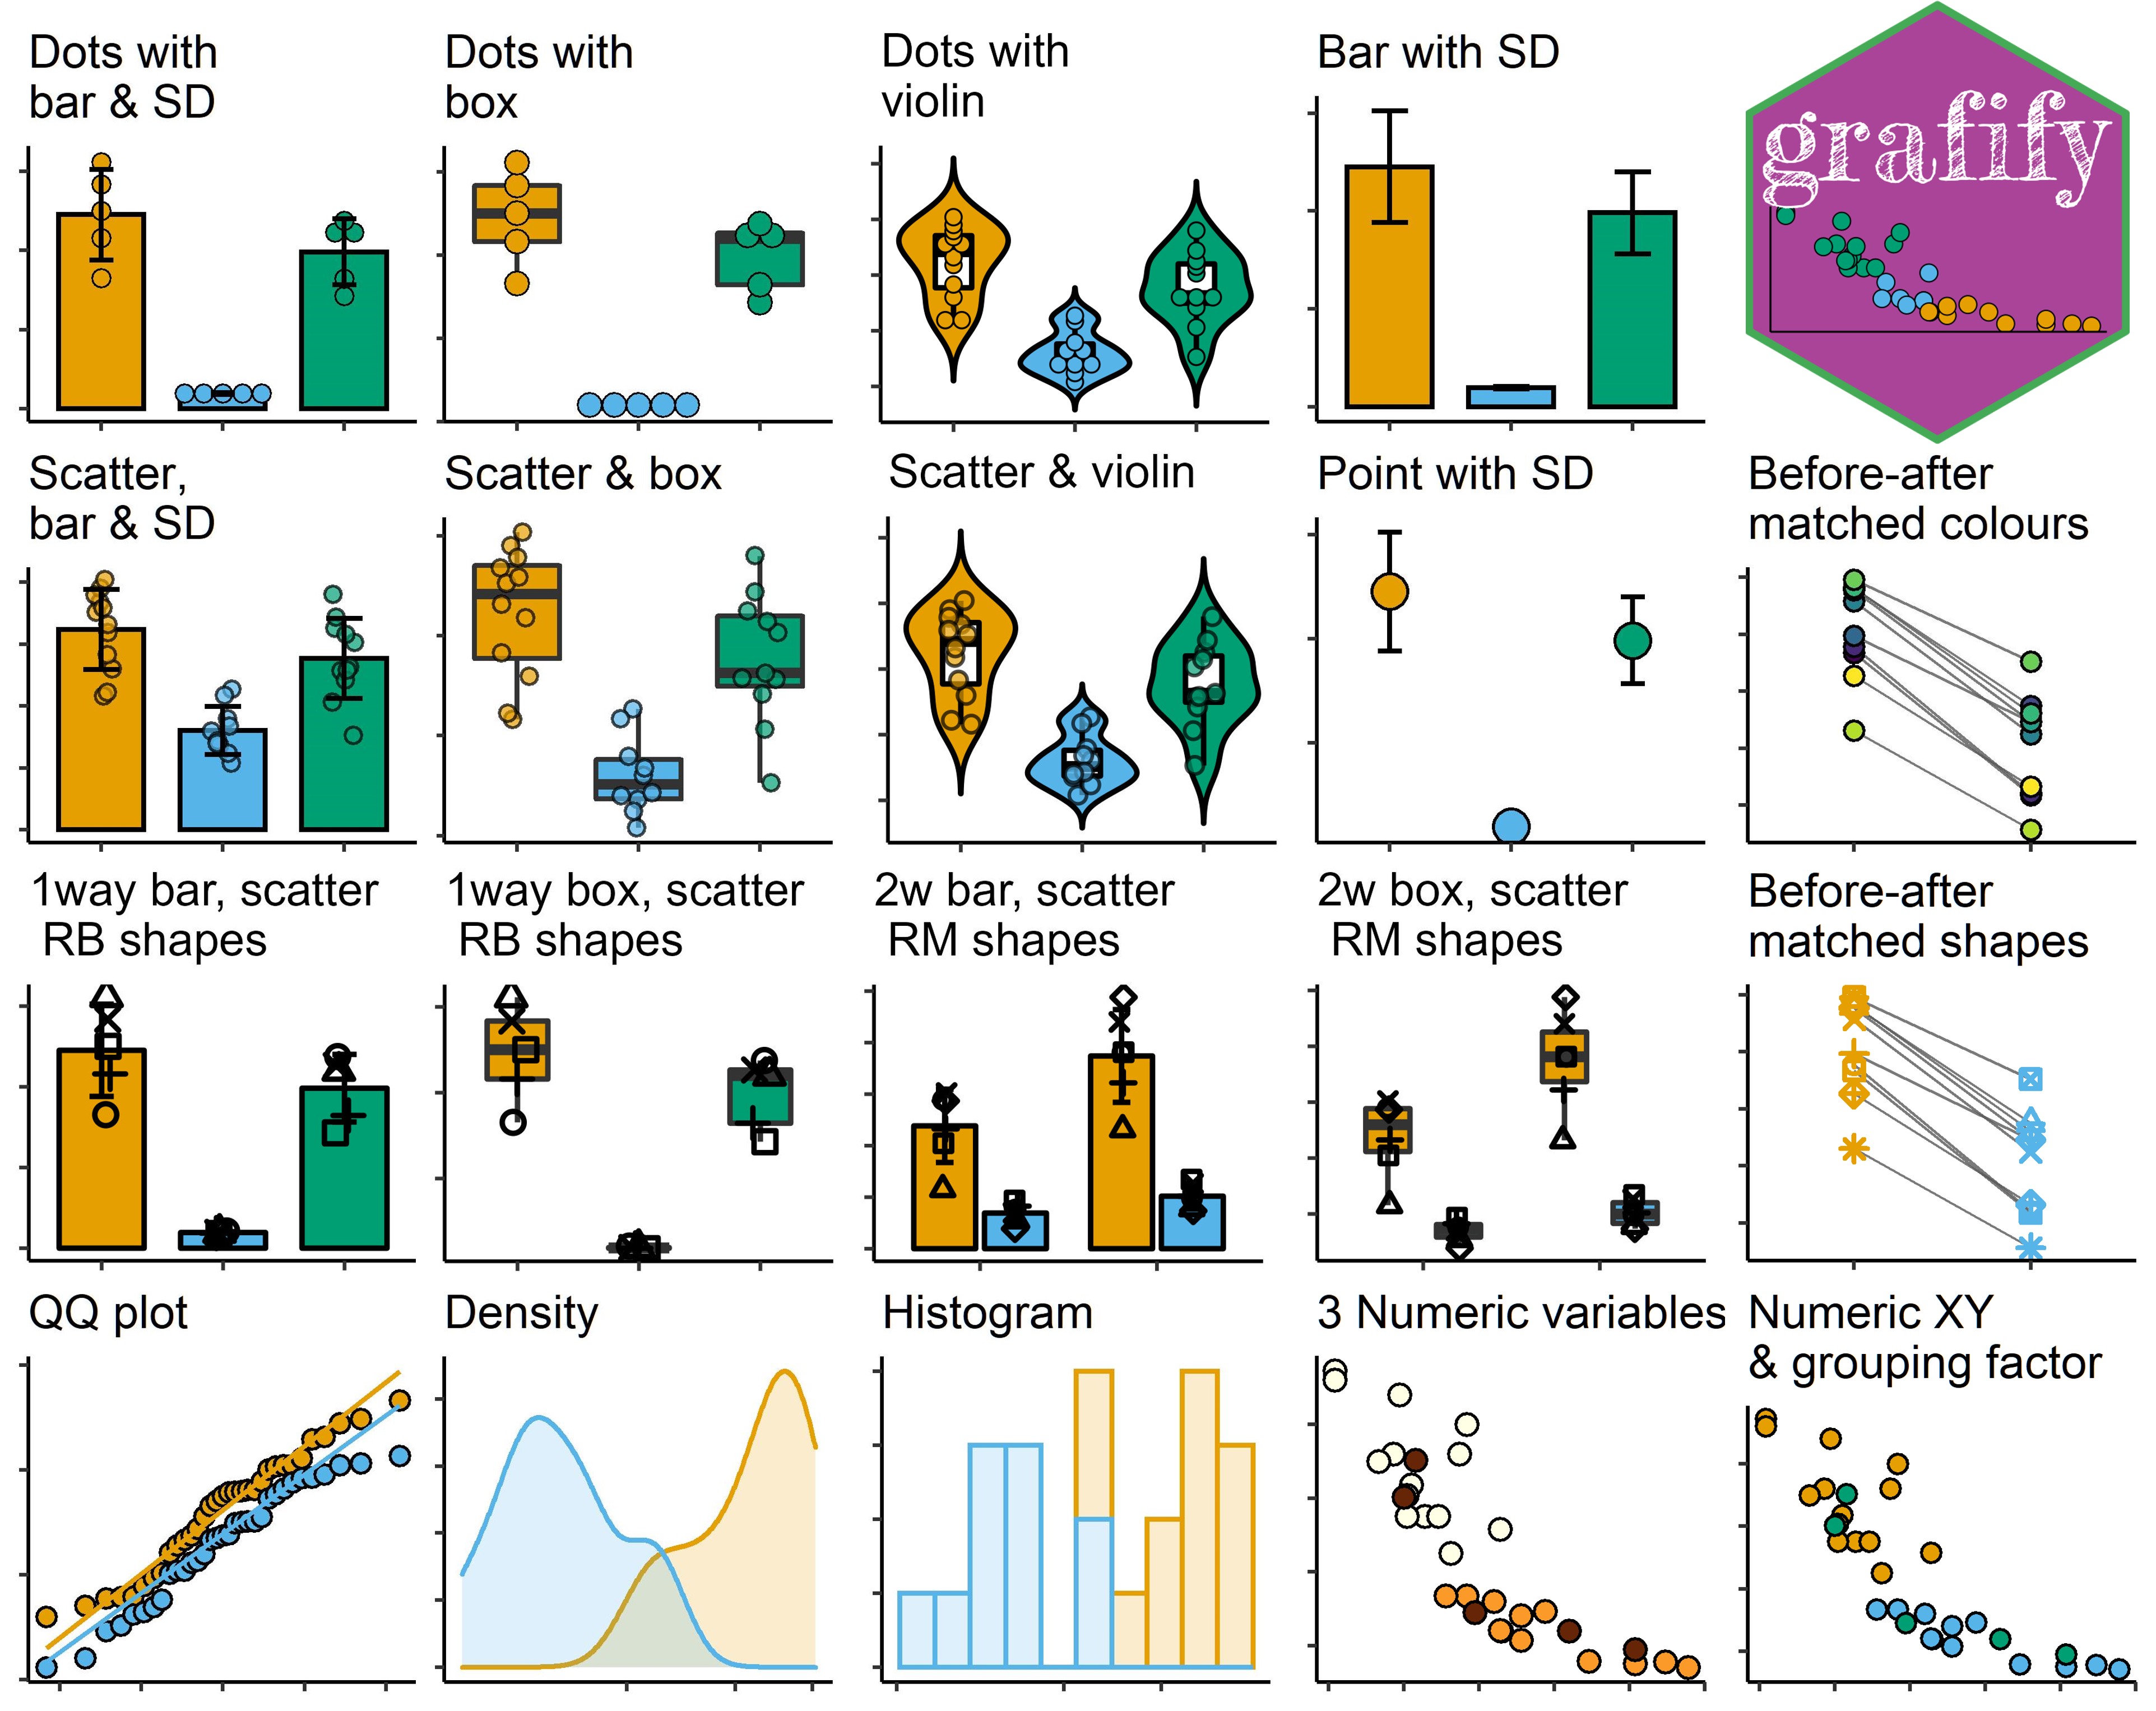 Dots with
bar & SD
Dots with
box
Dots with
violin
Bar with SD
grafify
Scatter,
bar & SD
Scatter & box
Scatter & violin
Point with SD
Before-after
matched colours
1way bar, scatter
RB shapes
1way box, scatter
RB shapes
2w bar, scatter
RM shapes
2w box, scatter
RM shapes
Before-after
matched shapes
QQ plot
Density
Histogram
3 Numeric variables
Numeric XY
& grouping factor